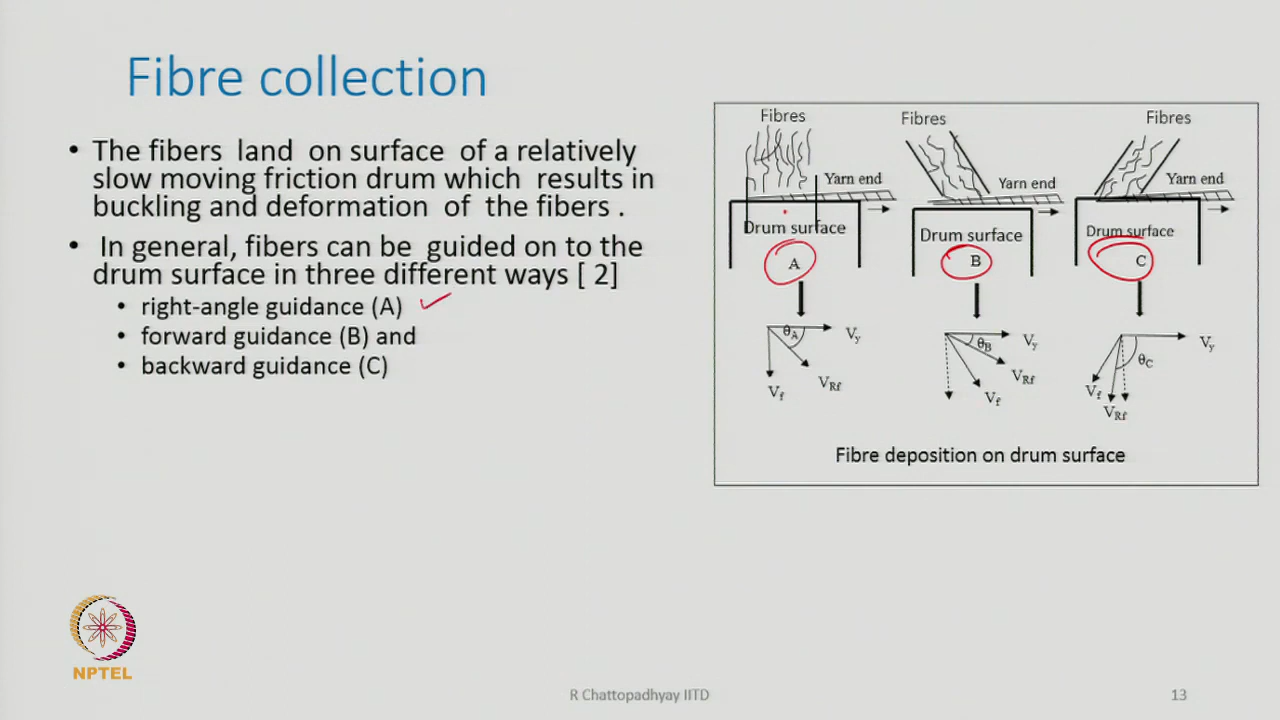 Fibre collection
• The fibers land on surface of a relatively
slow moving friction drum which results in
buckling and deformation of the fibers .
• In general, fibers can be guided on to the
drum surface in three different ways [ 2]
• right-angle guidance (A)
• forward guidance (B) and
• backward guidance (C)
Fibres
Yarn end
Drum surface
A
θA
Vy
VRf
Vf
Fibres
Yarn end
Drum surface
B
θB
Vy
VRf
Vf
Fibres
Yarn end
Drum surface
C
θC
Vy
Vf
VRf
Fibre deposition on drum surface
NPTEL
R Chattopadhyay IITD
13